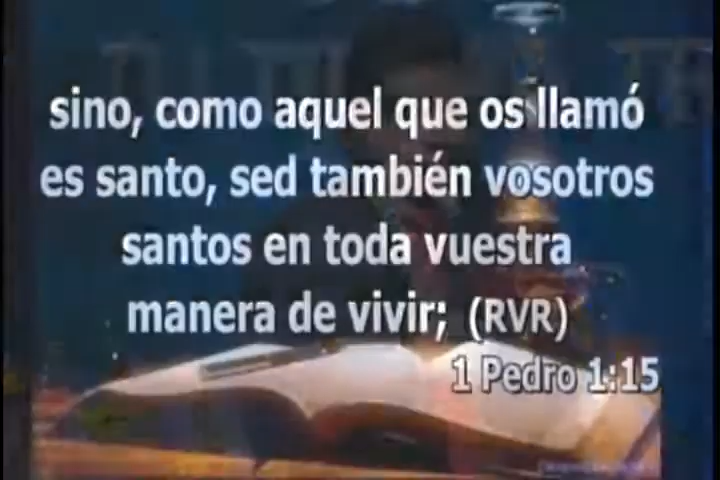 sino, como aquel que os llamó
es santo, sed también vosotros
santos en toda vuestra
manera de vivir; (RVR)
1 Pedro 1:15